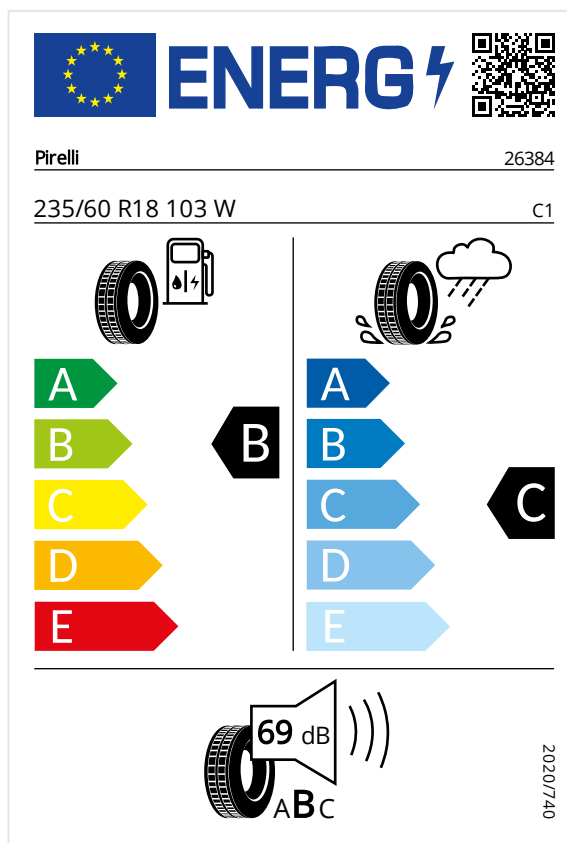 ENERG
Pirelli 26384
235/60 R18 103 W C1
A A
B B B B
C C C
D D
E E
69 dB
ABC
2020/740